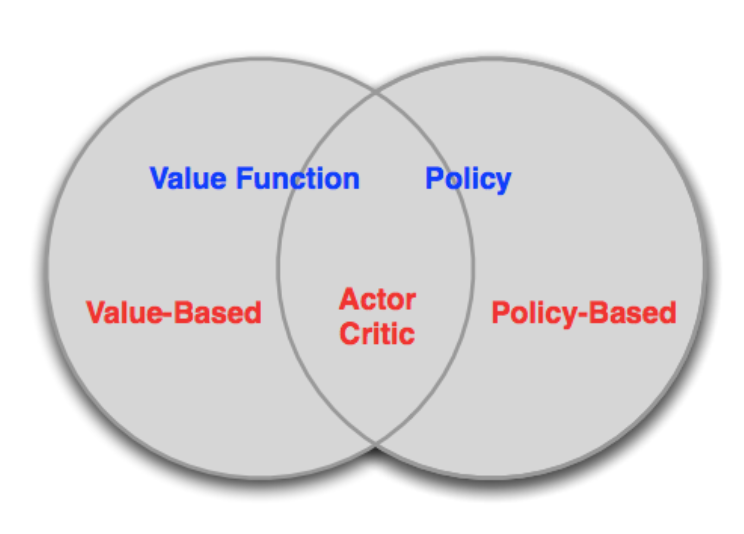 Value Function
Policy
Value-Based
Actor
Critic
Policy-Based